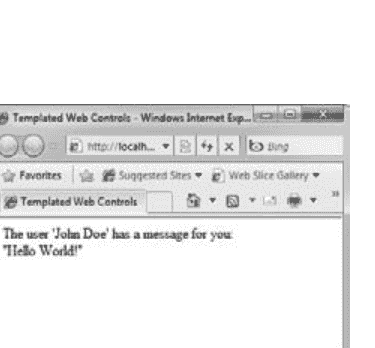 Templated Web Controls - Windows Internet Exp...
http://localh...
Bing
Favorites Suggested Sites Web Slice Gallery
Templated Web Controls
The user 'John Doe' has a message for you:
"Hello World!"